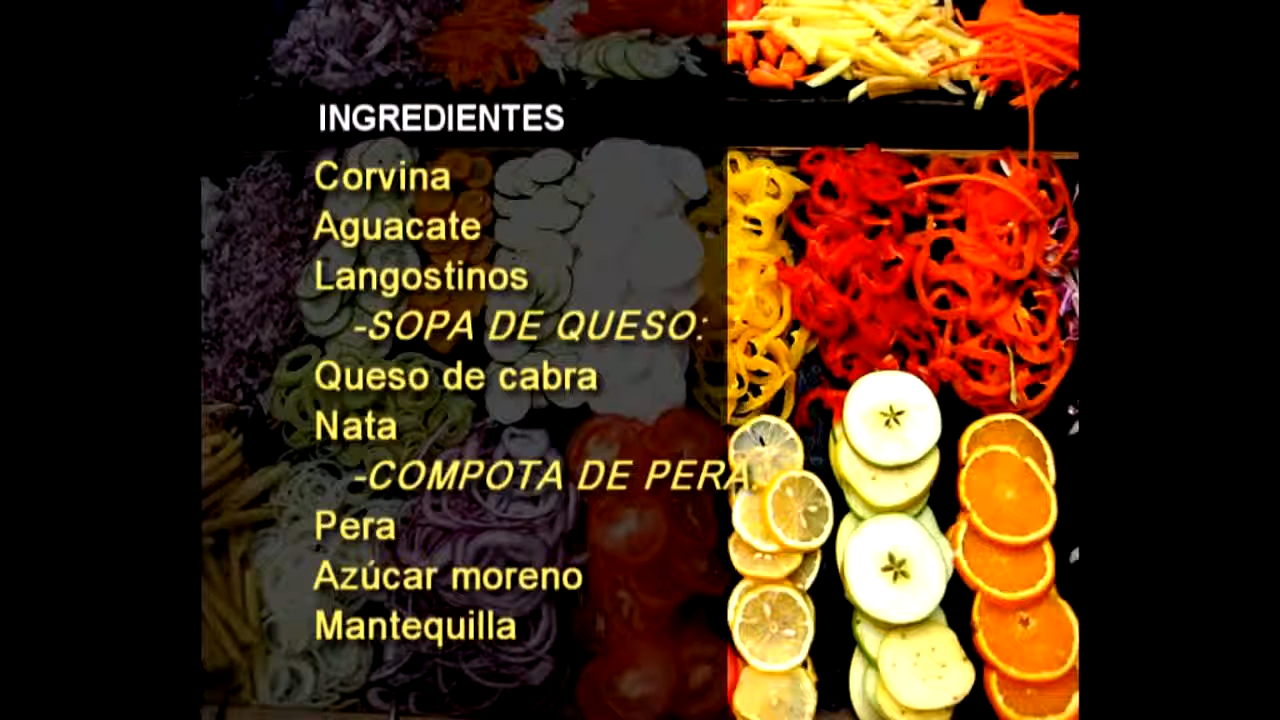 INGREDIENTES
Corvina
Aguacate
Langostinos
-SOPA DE QUESO:
Queso de cabra
Nata
-COMPOTA DE PERA:
Pera
Azúcar moreno
Mantequilla